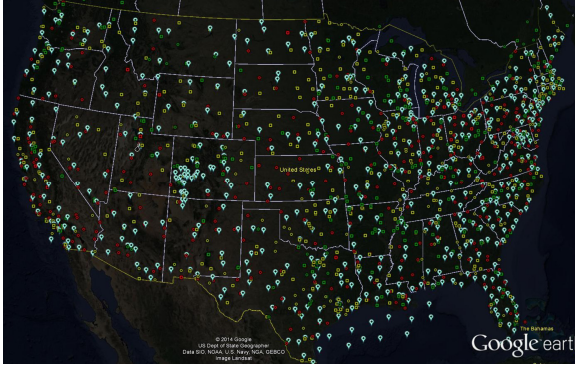 United States
The Bahamas
© 2014 Google
US Dept of State Geographer
Data SIO, NOAA, U.S. Navy, NGA, GEBCO
Image Landsat
Google earth